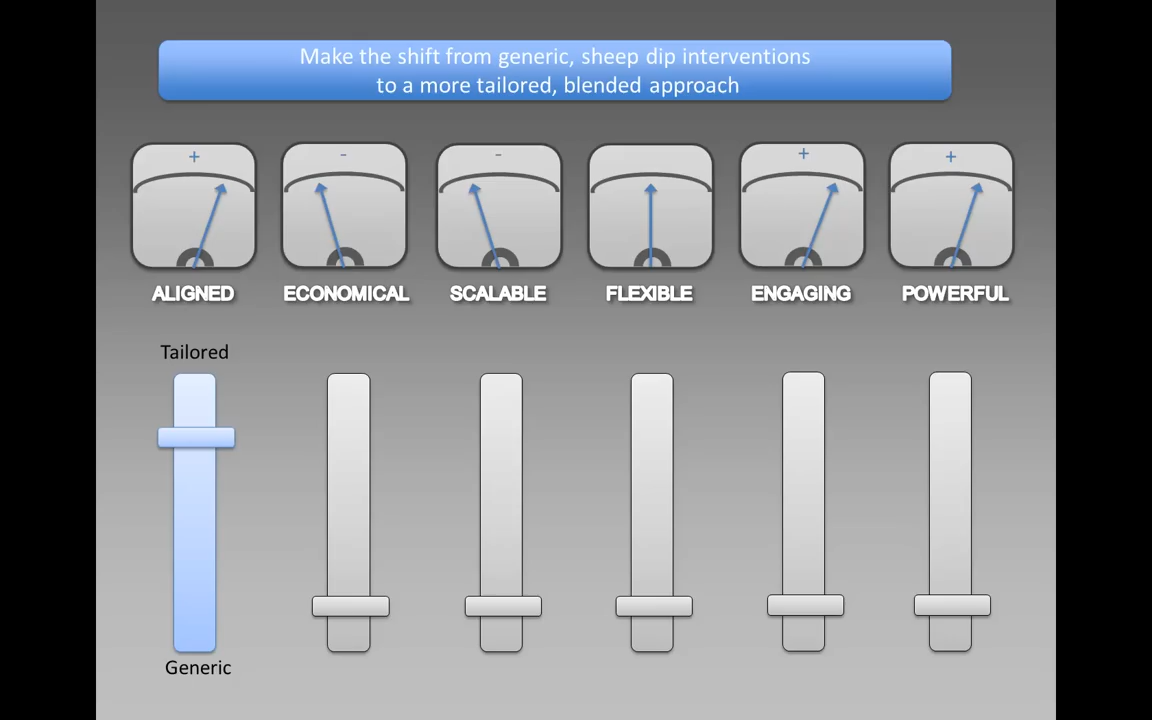 Make the shift from generic, sheep dip interventions
to a more tailored, blended approach
+ - - + +
ALIGNED ECONOMICAL SCALABLE FLEXIBLE ENGAGING POWERFUL
Tailored
Generic